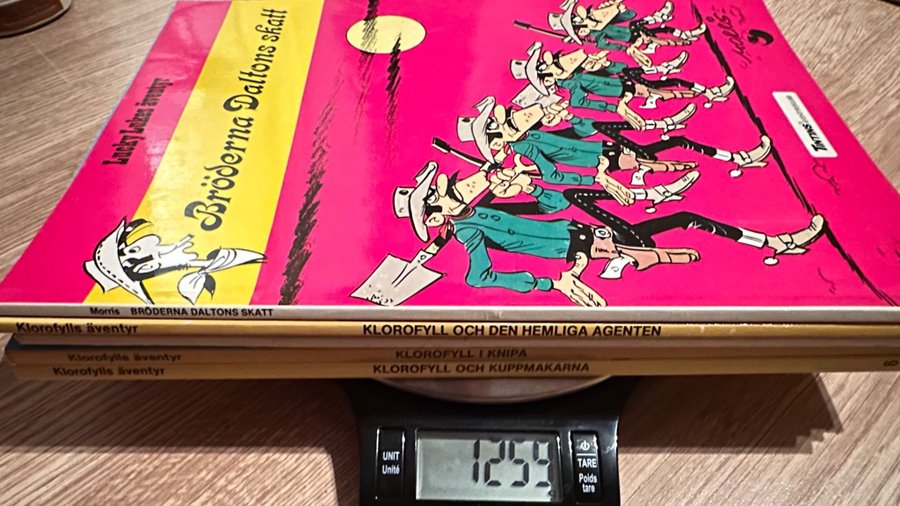 Lucky Lukes äventyr
Bröderna Daltons skatt
Morris BRÖDERNA DALTONS SKATT
Klorofylls äventyr KLOROFYLL OCH DEN HEMLIGA AGENTEN
Klorofylls äventyr KLOROFYLL I KNIPA
Klorofylls äventyr KLOROFYLL OCH KUPPMAKARNA
UNIT
Unité
1259
TARE
Poids
tare